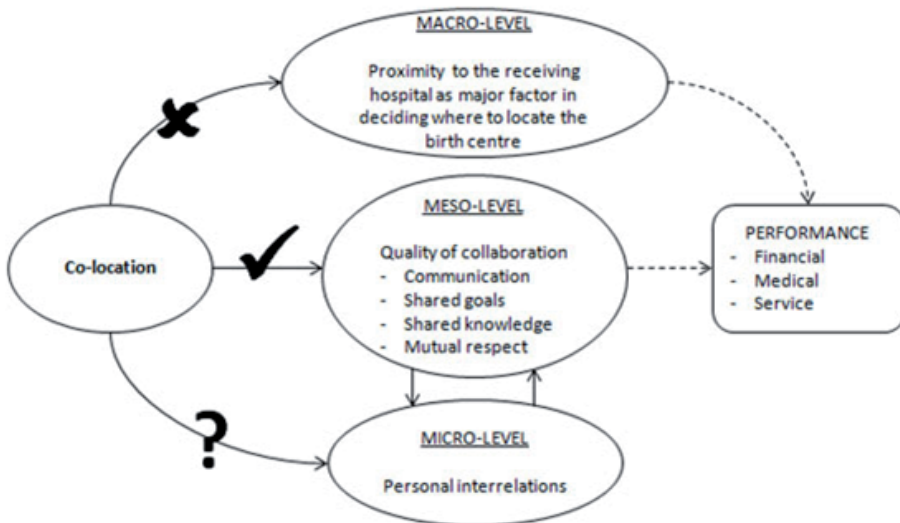 MACRO-LEVEL
Proximity to the receiving
hospital as major factor in
deciding where to locate the
birth centre
Co-location
MESO-LEVEL
Quality of collaboration
- Communication
- Shared goals
- Shared knowledge
- Mutual respect
PERFORMANCE
- Financial
- Medical
- Service
?
MICRO-LEVEL
Personal interrelations